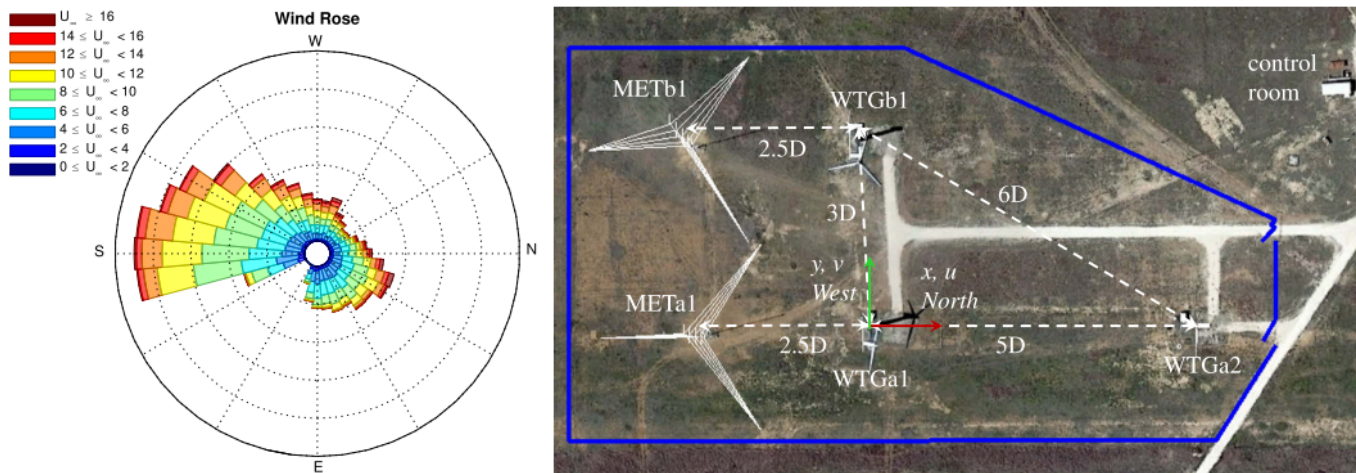 Wind Rose
U∞ ≥ 16
14 ≤ U∞ < 16
12 ≤ U∞ < 14
10 ≤ U∞ < 12
8 ≤ U∞ < 10
6 ≤ U∞ < 8
4 ≤ U∞ < 6
2 ≤ U∞ < 4
0 ≤ U∞ < 2
W
S
N
E
METb1
WTGb1
control
room
2.5D
6D
3D
y, v
West
x, u
North
METa1
2.5D
5D
WTGa1
WTGa2